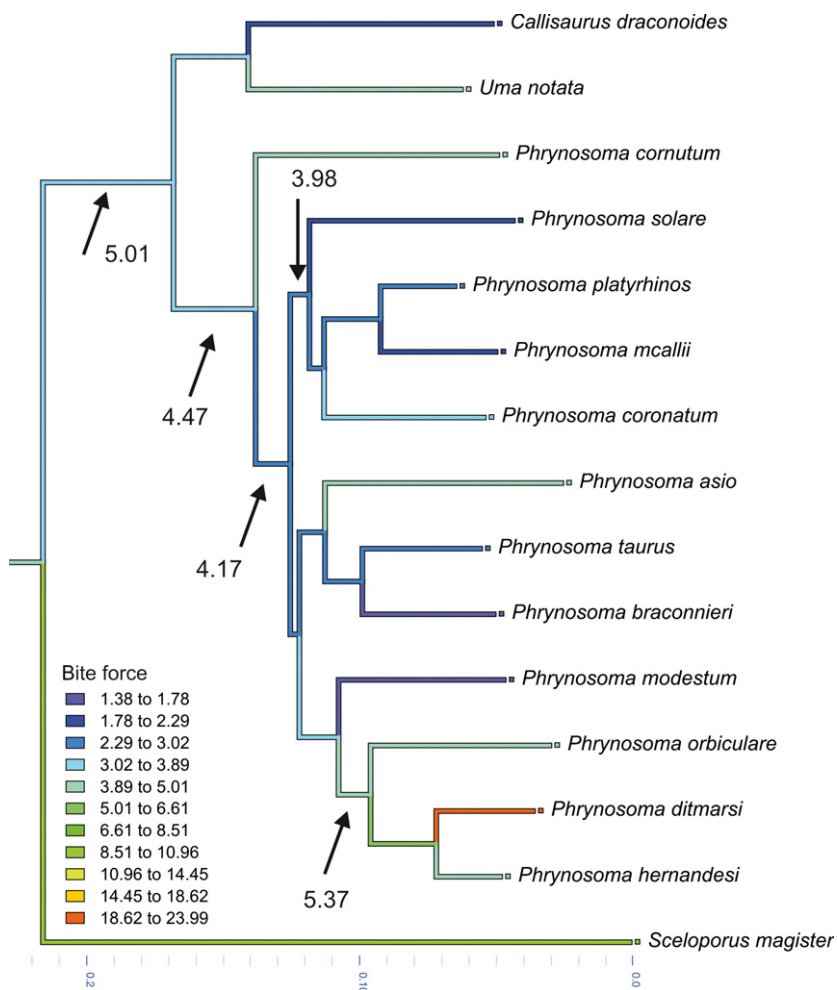 Callisaurus draconoides
Uma notata
Phrynosoma cornutum
3.98
Phrynosoma solare
5.01
Phrynosoma platyrhinos
Phrynosoma mcallii
4.47
Phrynosoma coronatum
Phrynosoma asio
Phrynosoma taurus
4.17
Phrynosoma braconnieri
Bite force
1.38 to 1.78
1.78 to 2.29
2.29 to 3.02
3.02 to 3.89
3.89 to 5.01
5.01 to 6.61
6.61 to 8.51
8.51 to 10.96
10.96 to 14.45
14.45 to 18.62
18.62 to 23.99
Phrynosoma modestum
Phrynosoma orbiculare
Phrynosoma ditmarsi
Phrynosoma hernandesi
5.37
Sceloporus magister
0.2
0.10
0.0